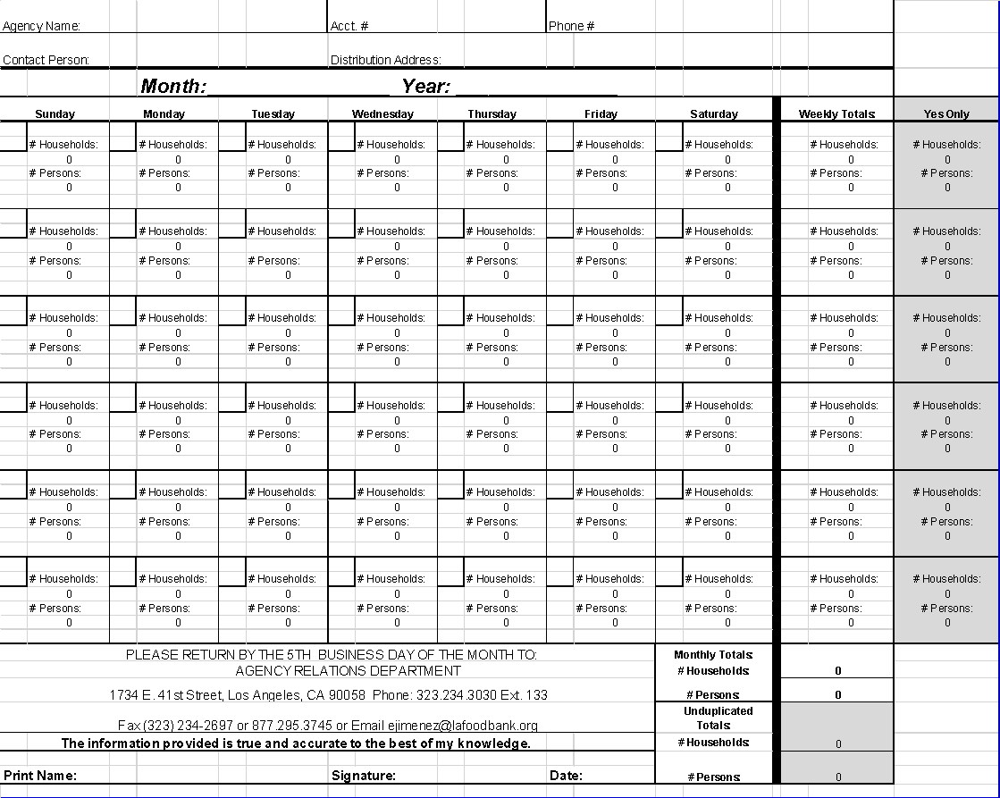 Agency Name: Acct. # Phone #
Contact Person: Distribution Address:
Month: Year:
Sunday Monday Tuesday Wednesday Thursday Friday Saturday Weekly Totals: Yes Only
# Households: # Households: # Households: # Households: # Households: # Households: # Households: # Households: # Households:
0 0 0 0 0 0 0 0 0
# Persons: # Persons: # Persons: # Persons: # Persons: # Persons: # Persons: # Persons: # Persons:
0 0 0 0 0 0 0 0 0
# Households: # Households: # Households: # Households: # Households: # Households: # Households: # Households: # Households:
0 0 0 0 0 0 0 0 0
# Persons: # Persons: # Persons: # Persons: # Persons: # Persons: # Persons: # Persons: # Persons:
0 0 0 0 0 0 0 0 0
# Households: # Households: # Households: # Households: # Households: # Households: # Households: # Households: # Households:
0 0 0 0 0 0 0 0 0
# Persons: # Persons: # Persons: # Persons: # Persons: # Persons: # Persons: # Persons: # Persons:
0 0 0 0 0 0 0 0 0
# Households: # Households: # Households: # Households: # Households: # Households: # Households: # Households: # Households:
0 0 0 0 0 0 0 0 0
# Persons: # Persons: # Persons: # Persons: # Persons: # Persons: # Persons: # Persons: # Persons:
0 0 0 0 0 0 0 0 0
# Households: # Households: # Households: # Households: # Households: # Households: # Households: # Households: # Households:
0 0 0 0 0 0 0 0 0
# Persons: # Persons: # Persons: # Persons: # Persons: # Persons: # Persons: # Persons: # Persons:
0 0 0 0 0 0 0 0 0
# Households: # Households: # Households: # Households: # Households: # Households: # Households: # Households: # Households:
0 0 0 0 0 0 0 0 0
# Persons: # Persons: # Persons: # Persons: # Persons: # Persons: # Persons: # Persons: # Persons:
0 0 0 0 0 0 0 0 0
PLEASE RETURN BY THE 5TH BUSINESS DAY OF THE MONTH TO: Monthly Totals:
AGENCY RELATIONS DEPARTMENT # Households: 0
1734 E. 41st Street, Los Angeles, CA 90058 Phone: 323.234.3030 Ext. 133 # Persons: 0
Unduplicated
Fax (323) 234-2697 or 877.295.3745 or Email ejimenez@lafoodbank.org Totals:
The information provided is true and accurate to the best of my knowledge. # Households: 0
Print Name: Signature: Date: # Persons: 0